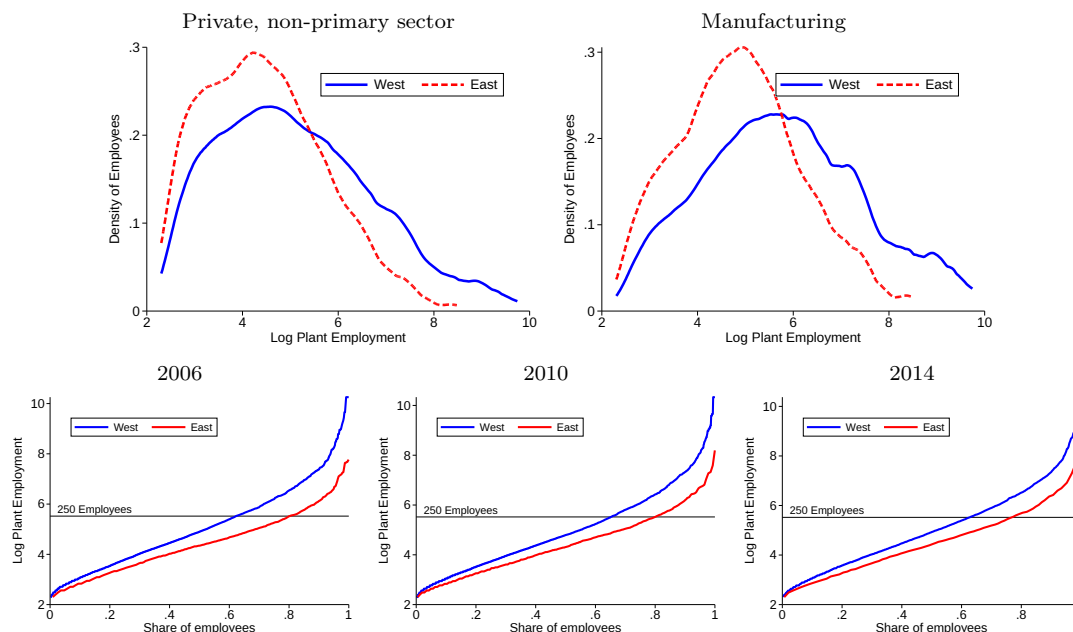 Private, non-primary sector
Manufacturing
Density of Employees
.3
.2
.1
0
West East
2 4 6 8 10
Log Plant Employment
Density of Employees
.3
.2
.1
0
West East
2 4 6 8 10
Log Plant Employment
2006
2010
2014
Log Plant Employment
10
8
6
4
2
West East
250 Employees
0 .2 .4 .6 .8 1
Share of employees
Log Plant Employment
10
8
6
4
2
West East
250 Employees
0 .2 .4 .6 .8 1
Share of employees
Log Plant Employment
10
8
6
4
2
West East
250 Employees
0 .2 .4 .6 .8
Share of employees